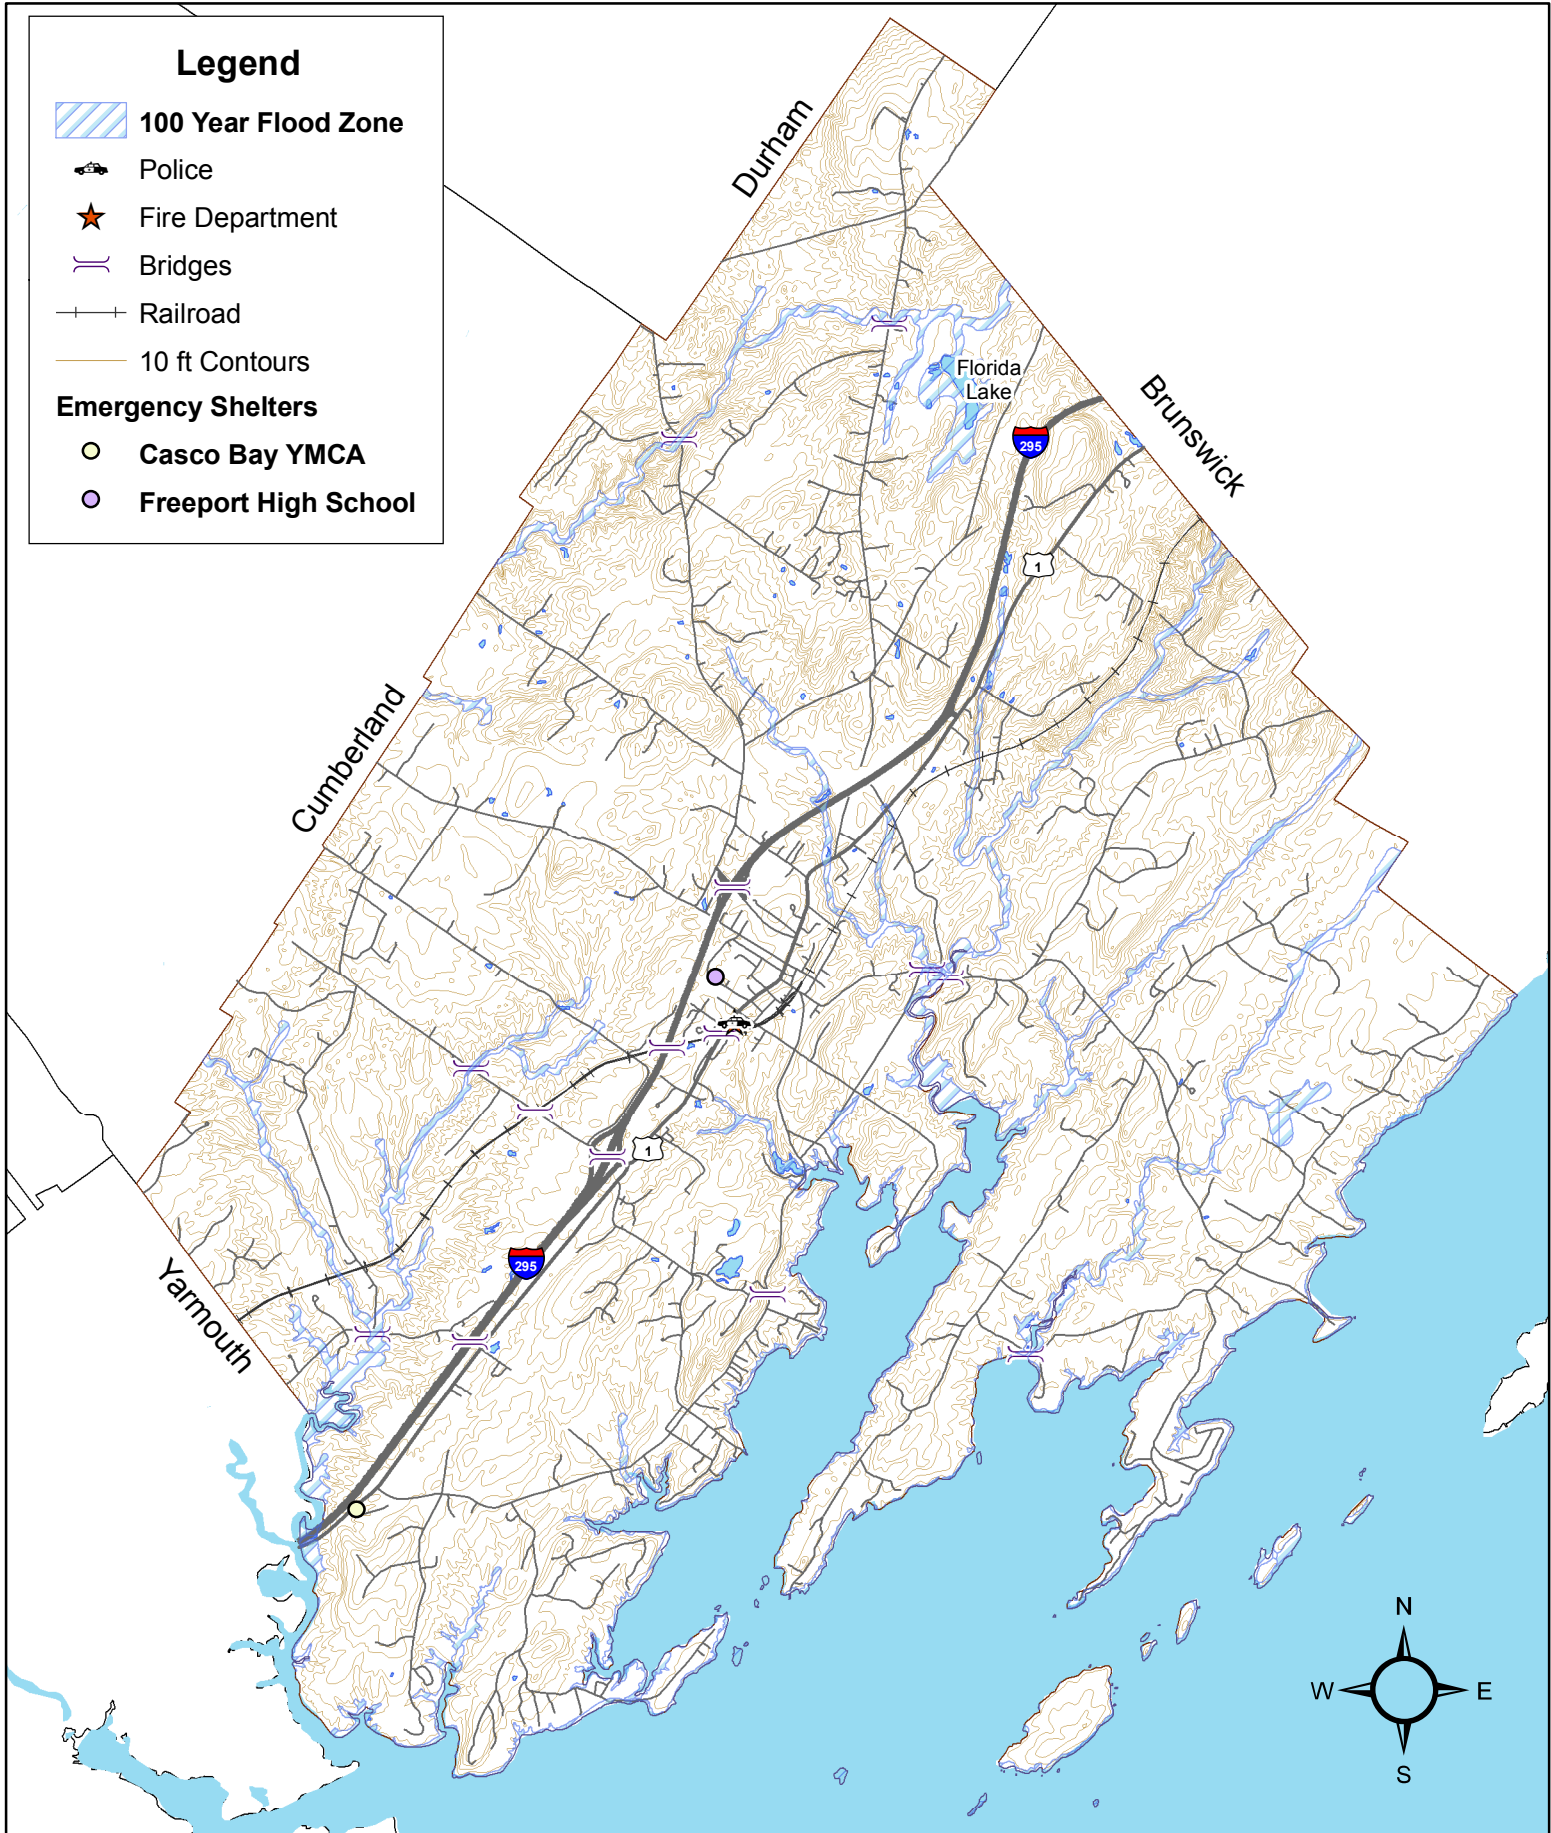 Legend
100 Year Flood Zone
Police
Fire Department
Bridges
Railroad
10 ft Contours
Emergency Shelters
Casco Bay YMCA
Freeport High School
Durham
Florida
Lake
Brunswick
295
1
Cumberland
1
295
Yarmouth
N
W
E
S